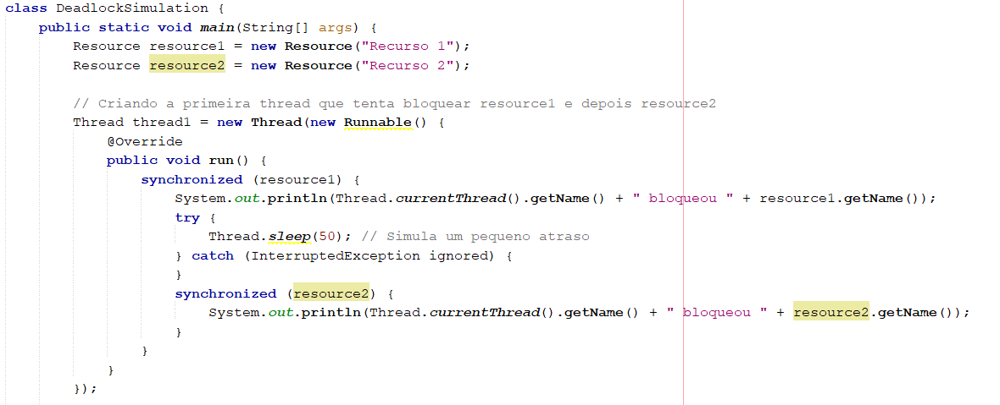 class DeadlockSimulation {
    public static void main(String[] args) {
        Resource resource1 = new Resource("Recurso 1");
        Resource resource2 = new Resource("Recurso 2");

        // Criando a primeira thread que tenta bloquear resource1 e depois resource2
        Thread thread1 = new Thread(new Runnable() {
            @Override
            public void run() {
                synchronized (resource1) {
                    System.out.println(Thread.currentThread().getName() + " bloqueou " + resource1.getName());
                    try {
                        Thread.sleep(50); // Simula um pequeno atraso
                    } catch (InterruptedException ignored) {
                    }
                    synchronized (resource2) {
                        System.out.println(Thread.currentThread().getName() + " bloqueou " + resource2.getName());
                    }
                }
            }
        });